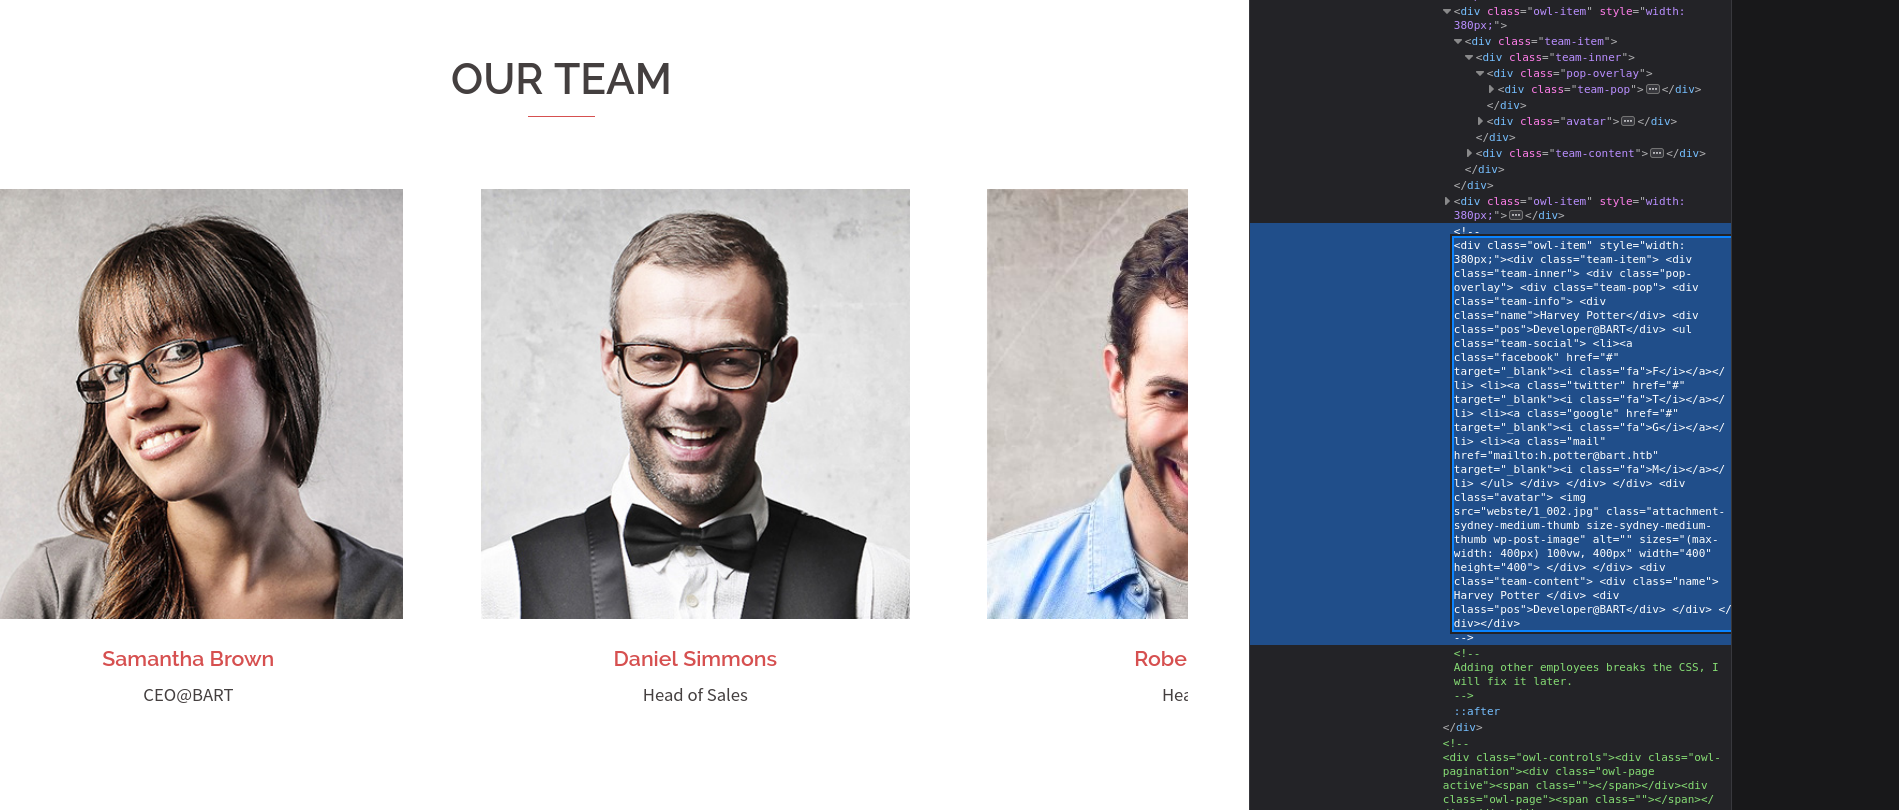 OUR TEAM
Samantha Brown
CEO@BART
Daniel Simmons
Head of Sales
Robe
Hea
<div class="owl-item" style="width:
380px;">
<div class="team-item">
<div class="team-inner">
<div class="pop-overlay">
<div class="team-pop"></div>
</div>
<div class="avatar"></div>
</div>
<div class="team-content"></div>
</div>
</div>
<div class="owl-item" style="width:
380px;"></div>
<!--
<div class="owl-item" style="width:
380px;"><div class="team-item"> <div
class="team-inner"> <div class="pop-
overlay"> <div class="team-pop"> <div
class="team-info"> <div
class="name">Harvey Potter</div> <div
class="pos">Developer@BART</div> <ul
class="team-social"> <li><a
class="facebook" href="#"
target="_blank"><i class="fa">F</i></a></
li> <li><a class="twitter" href="#"
target="_blank"><i class="fa">T</i></a></
li> <li><a class="google" href="#"
target="_blank"><i class="fa">G</i></a></
li> <li><a class="mail"
href="mailto:h.potter@bart.htb"
target="_blank"><i class="fa">M</i></a></
li> </ul> </div> </div> </div> <div
class="avatar"> <img
src="webste/1_002.jpg" class="attachment-
sydney-medium-thumb size-sydney-medium-
thumb wp-post-image" alt="" sizes="(max-
width: 400px) 100vw, 400px" width="400"
height="400"> </div> </div> <div
class="team-content"> <div class="name">
Harvey Potter </div> <div
class="pos">Developer@BART</div> </div> </
div></div>
-->
<!--
Adding other employees breaks the CSS, I
will fix it later.
-->
::after
</div>
<!--
<div class="owl-controls"><div class="owl-
pagination"><div class="owl-page
active"><span class=""></span></div><div
class="owl-page"><span class=""></span></